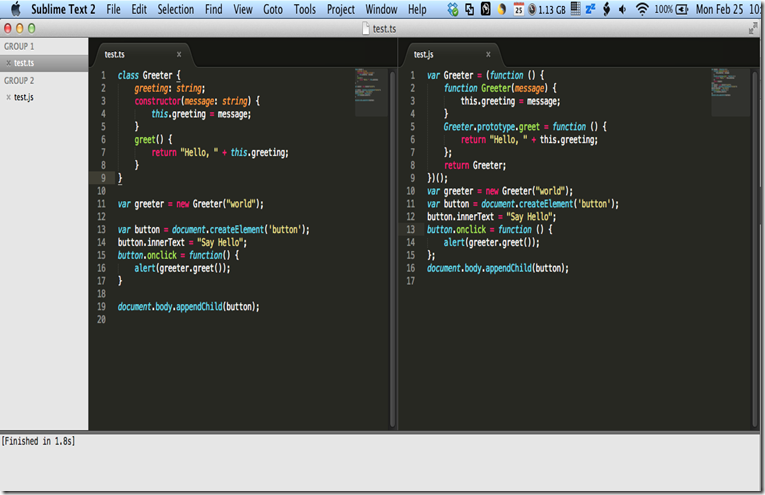 Sublime Text 2 File Edit Selection Find View Goto Tools Project Window Help 25 1.13 GB 100% Mon Feb 25
test.ts
GROUP 1
test.ts
GROUP 2
test.js
test.ts
1 class Greeter {
2 greeting: string;
3 constructor(message: string) {
4 this.greeting = message;
5 }
6 greet() {
7 return "Hello, " + this.greeting;
8 }
9 }
10
11 var greeter = new Greeter("world");
12
13 var button = document.createElement('button');
14 button.innerText = "Say Hello";
15 button.onclick = function() {
16 alert(greeter.greet());
17 }
18
19 document.body.appendChild(button);
20
test.js
1 var Greeter = (function () {
2 function Greeter(message) {
3 this.greeting = message;
4 }
5 Greeter.prototype.greet = function () {
6 return "Hello, " + this.greeting;
7 };
8 return Greeter;
9 })();
10 var greeter = new Greeter("world");
11 var button = document.createElement('button');
12 button.innerText = "Say Hello";
13 button.onclick = function () {
14 alert(greeter.greet());
15 };
16 document.body.appendChild(button);
17
[Finished in 1.8s]